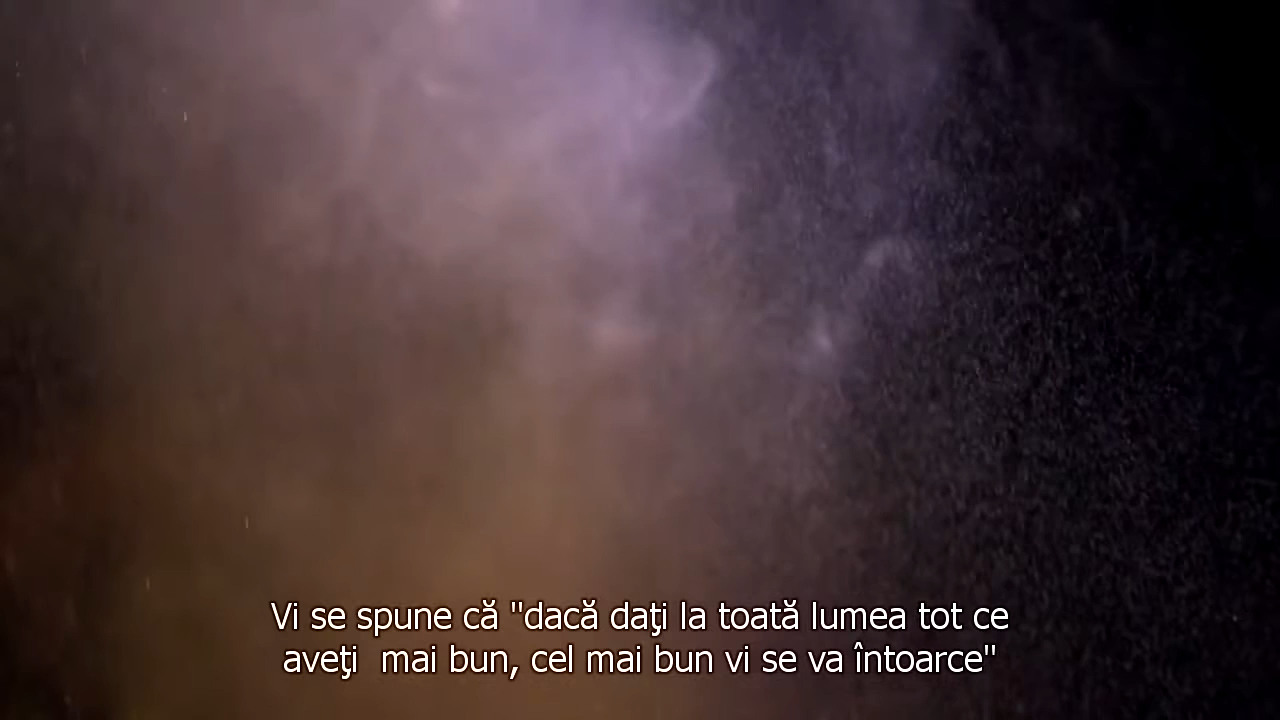 Vi se spune că "dacă daţi la toată lumea tot ce
aveţi  mai bun, cel mai bun vi se va întoarce"